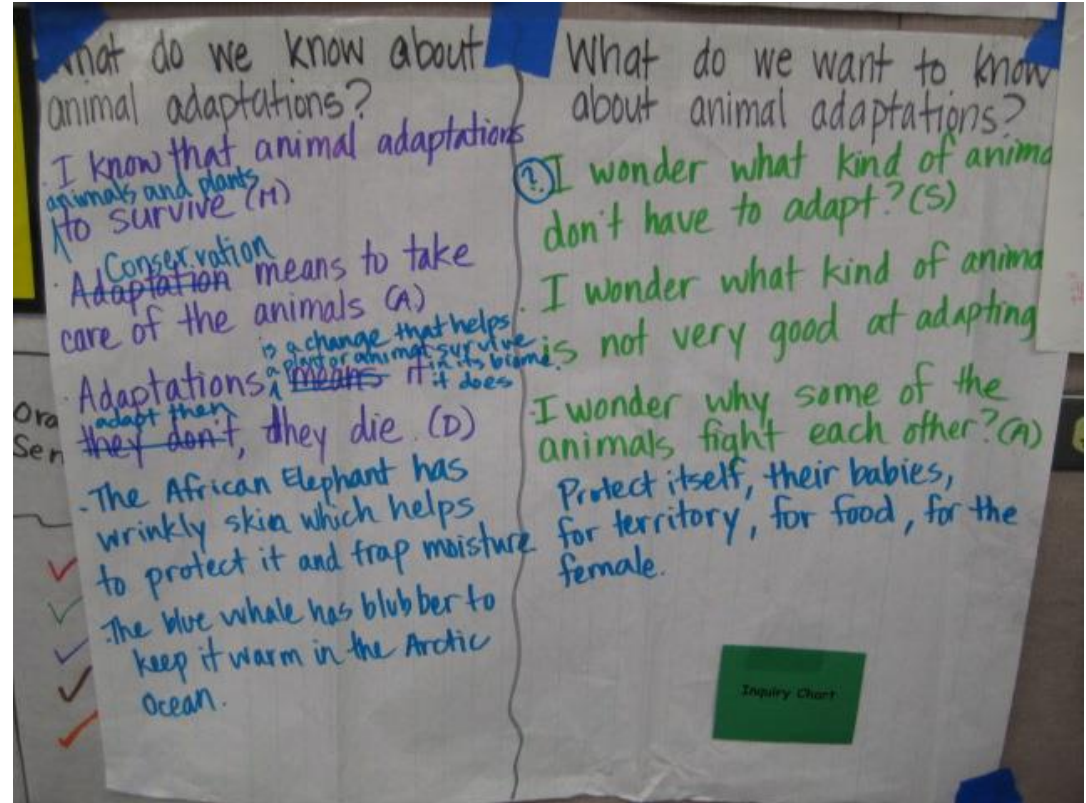 What do we know about
animal adaptations?
· I know that animal adaptations
animals and plants
^to survive (M)
Conservation
· Adaptation means to take
care of the animals (A)
is a change that helps
a plant or animal survive
in its biome.
· Adaptations means it it does
adapt then
they don't, they die. (D)
- The African Elephant has
wrinkly skin which helps
to protect it and trap moisture
- The blue whale has blubber to
keep it warm in the Arctic
Ocean.
What do we want to know
about animal adaptations?
? I wonder what kind of anima
don't have to adapt? (S)
· I wonder what kind of anima
is not very good at adapting
· I wonder why some of the
animals fight each other? (A)
Protect itself, their babies,
for territory, for food, for the
female.
Inquiry Chart
Ora
Sen